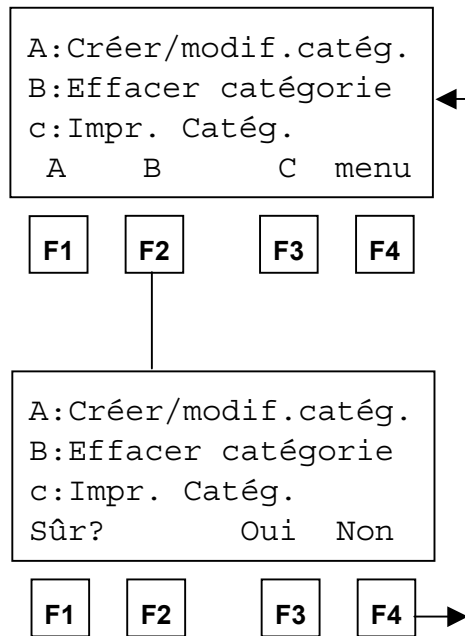 A:Créer/modif.catég.
B:Effacer catégorie
c:Impr. Catég.
A B C menu
F1 F2 F3 F4
A:Créer/modif.catég.
B:Effacer catégorie
c:Impr. Catég.
Sûr? Oui Non
F1 F2 F3 F4